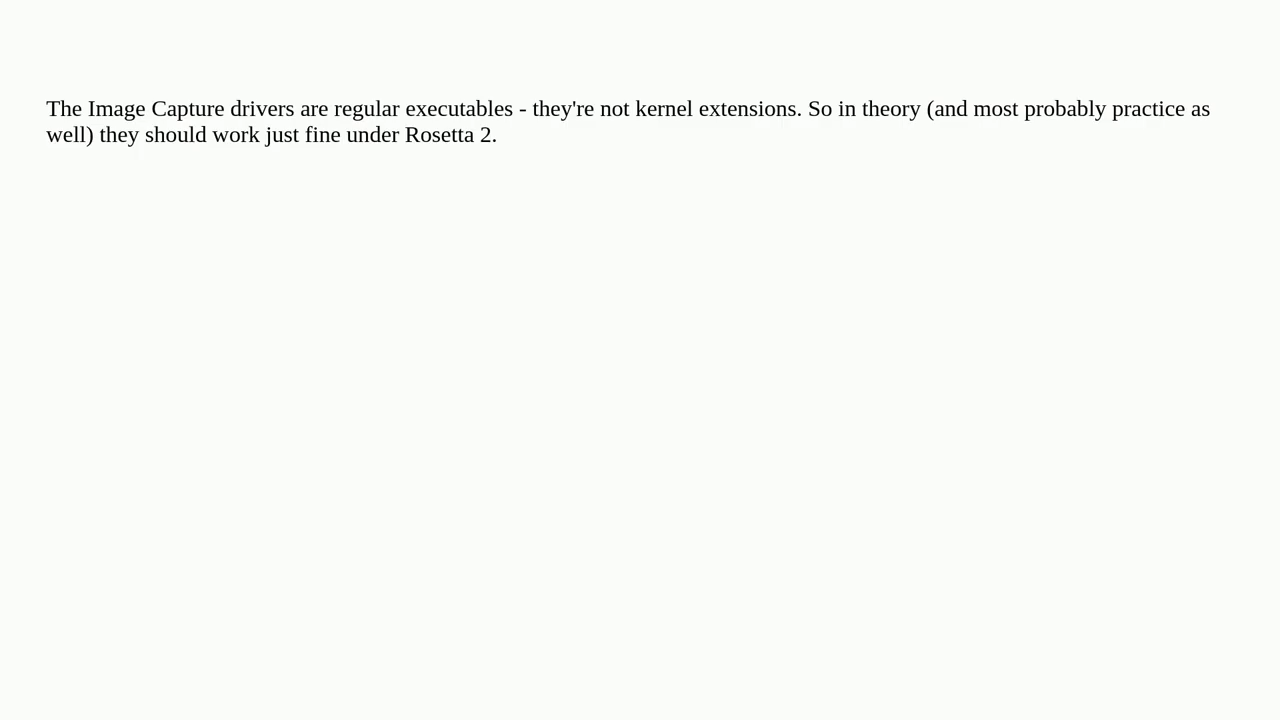 The Image Capture drivers are regular executables - they're not kernel extensions. So in theory (and most probably practice as
well) they should work just fine under Rosetta 2.